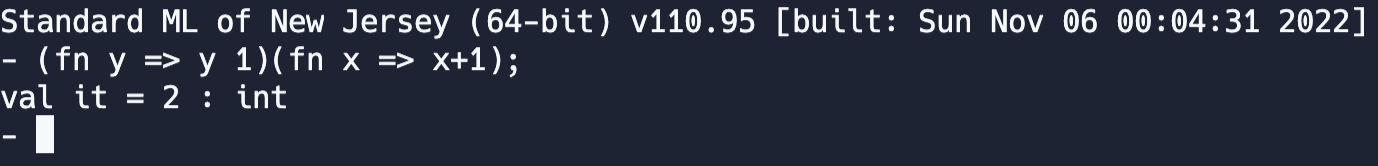 Standard ML of New Jersey (64-bit) v110.95 [built: Sun Nov 06 00:04:31 2022]
- (fn y => y 1)(fn x => x+1);
val it = 2 : int
-